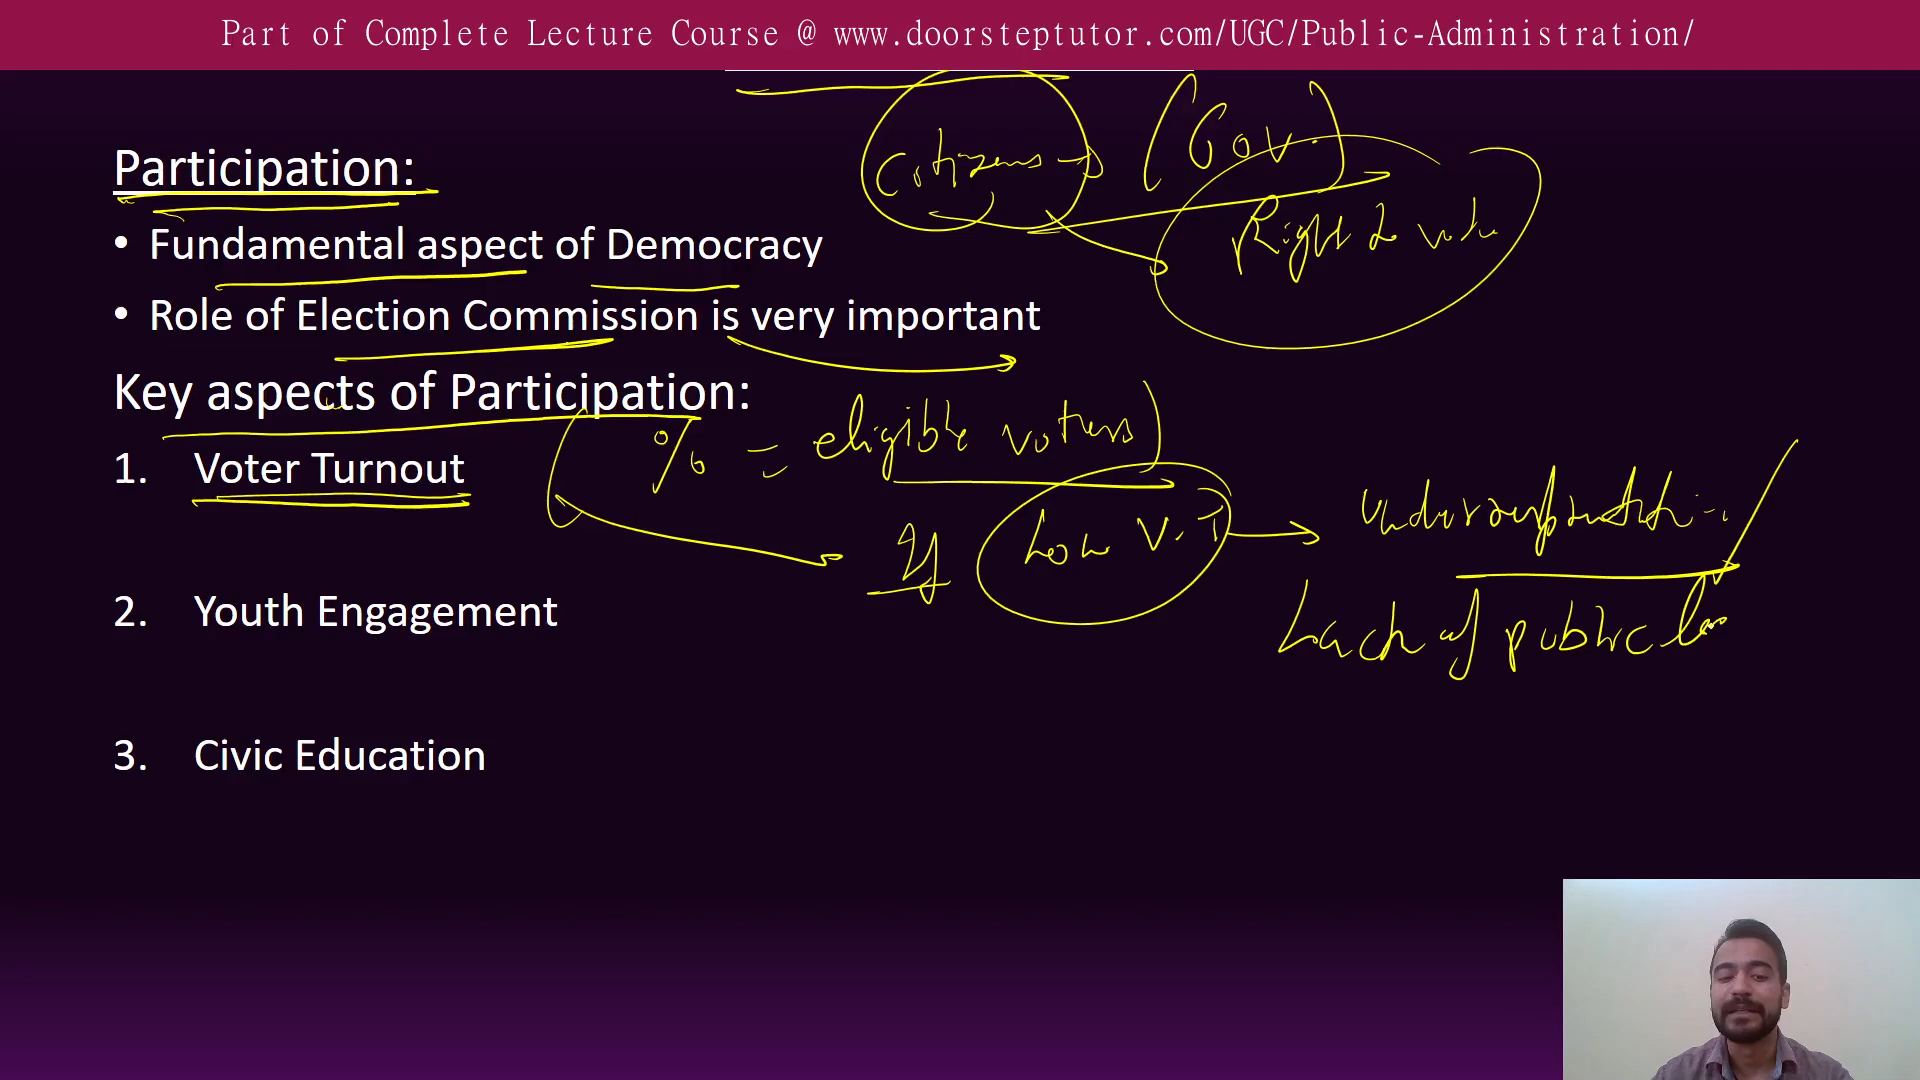 Part of Complete Lecture Course @ www.doorsteptutor.com/UGC/Public-Administration/
Citizens → (Gov.)
Participation:
Right to vote
• Fundamental aspect of Democracy
• Role of Election Commission is very important
Key aspects of Participation:
% = eligible voters)
1. Voter Turnout
If Low V.T →
2. Youth Engagement
Lack of public
3. Civic Education